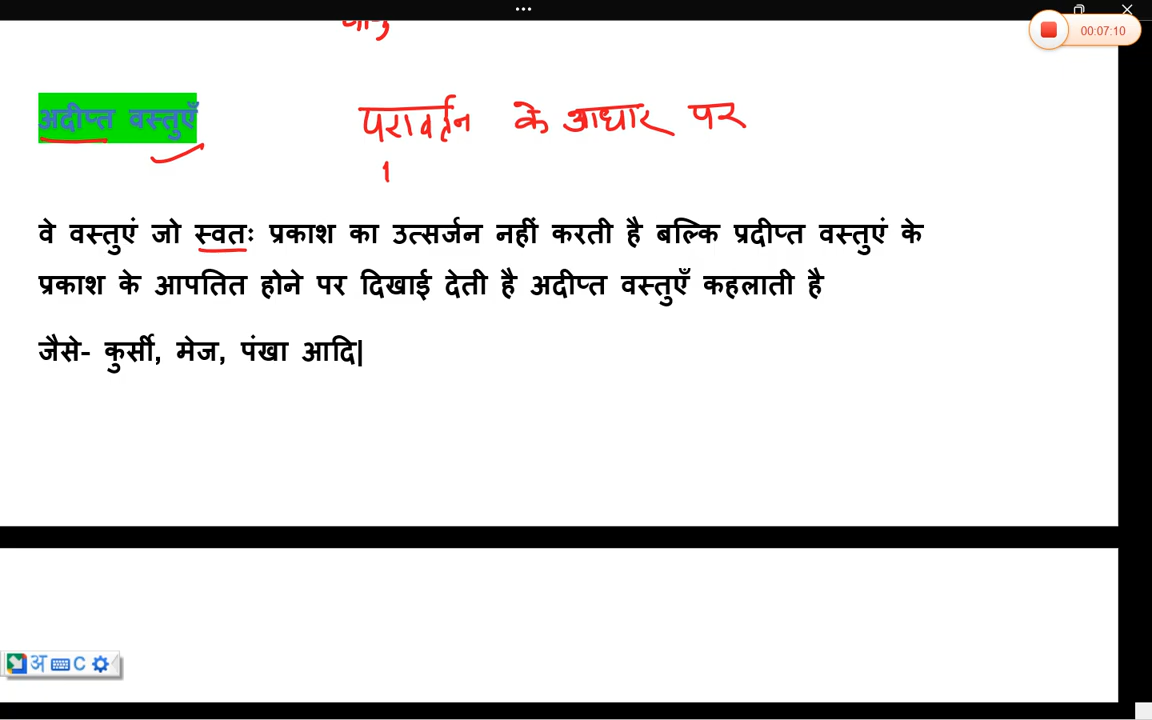 00:07:10
अदीप्त वस्तुएँ परावर्तन के आधार पर
1
वे वस्तुएं जो स्वतः प्रकाश का उत्सर्जन नहीं करती है बल्कि प्रदीप्त वस्तुएं के
प्रकाश के आपतित होने पर दिखाई देती है अदीप्त वस्तुएँ कहलाती है
जैसे- कुर्सी, मेज, पंखा आदि|
अ C